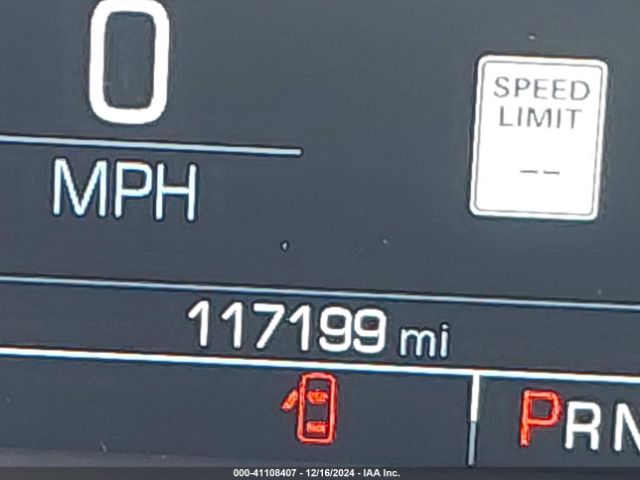 0
MPH
SPEED
LIMIT
--
117199 mi
PRN
000-41108407 - 12/16/2024 - IAA Inc.